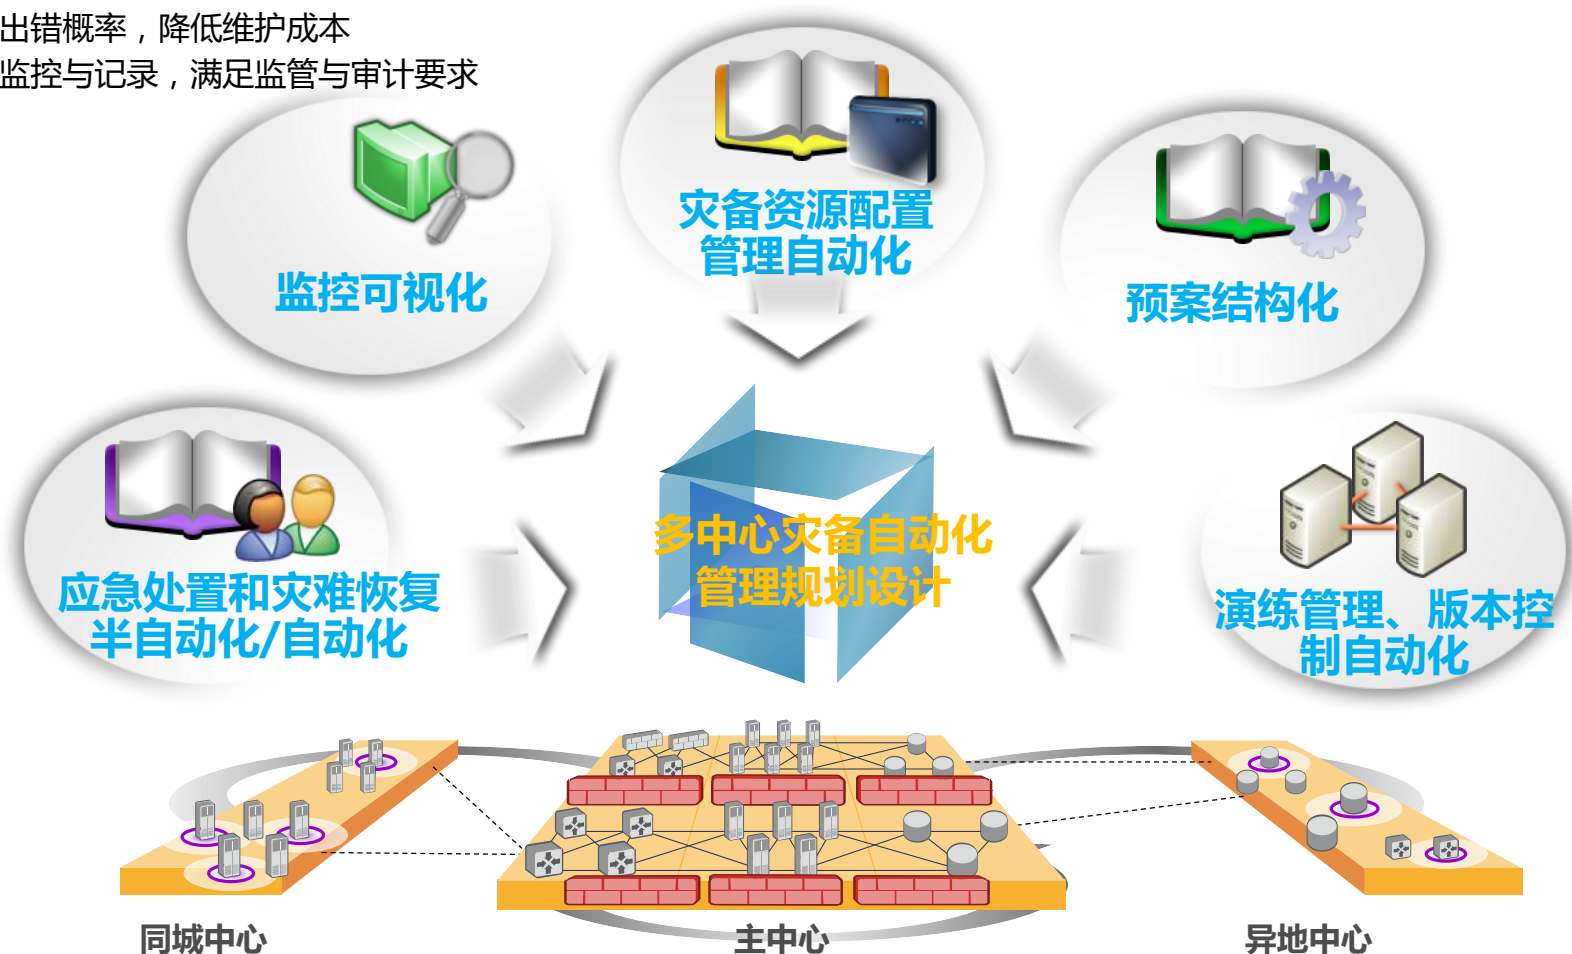 出错概率，降低维护成本
监控与记录，满足监管与审计要求
灾备资源配置
管理自动化
监控可视化
预案结构化
多中心灾备自动化
管理规划设计
应急处置和灾难恢复
半自动化/自动化
演练管理、版本控
制自动化
同城中心
主中心
异地中心